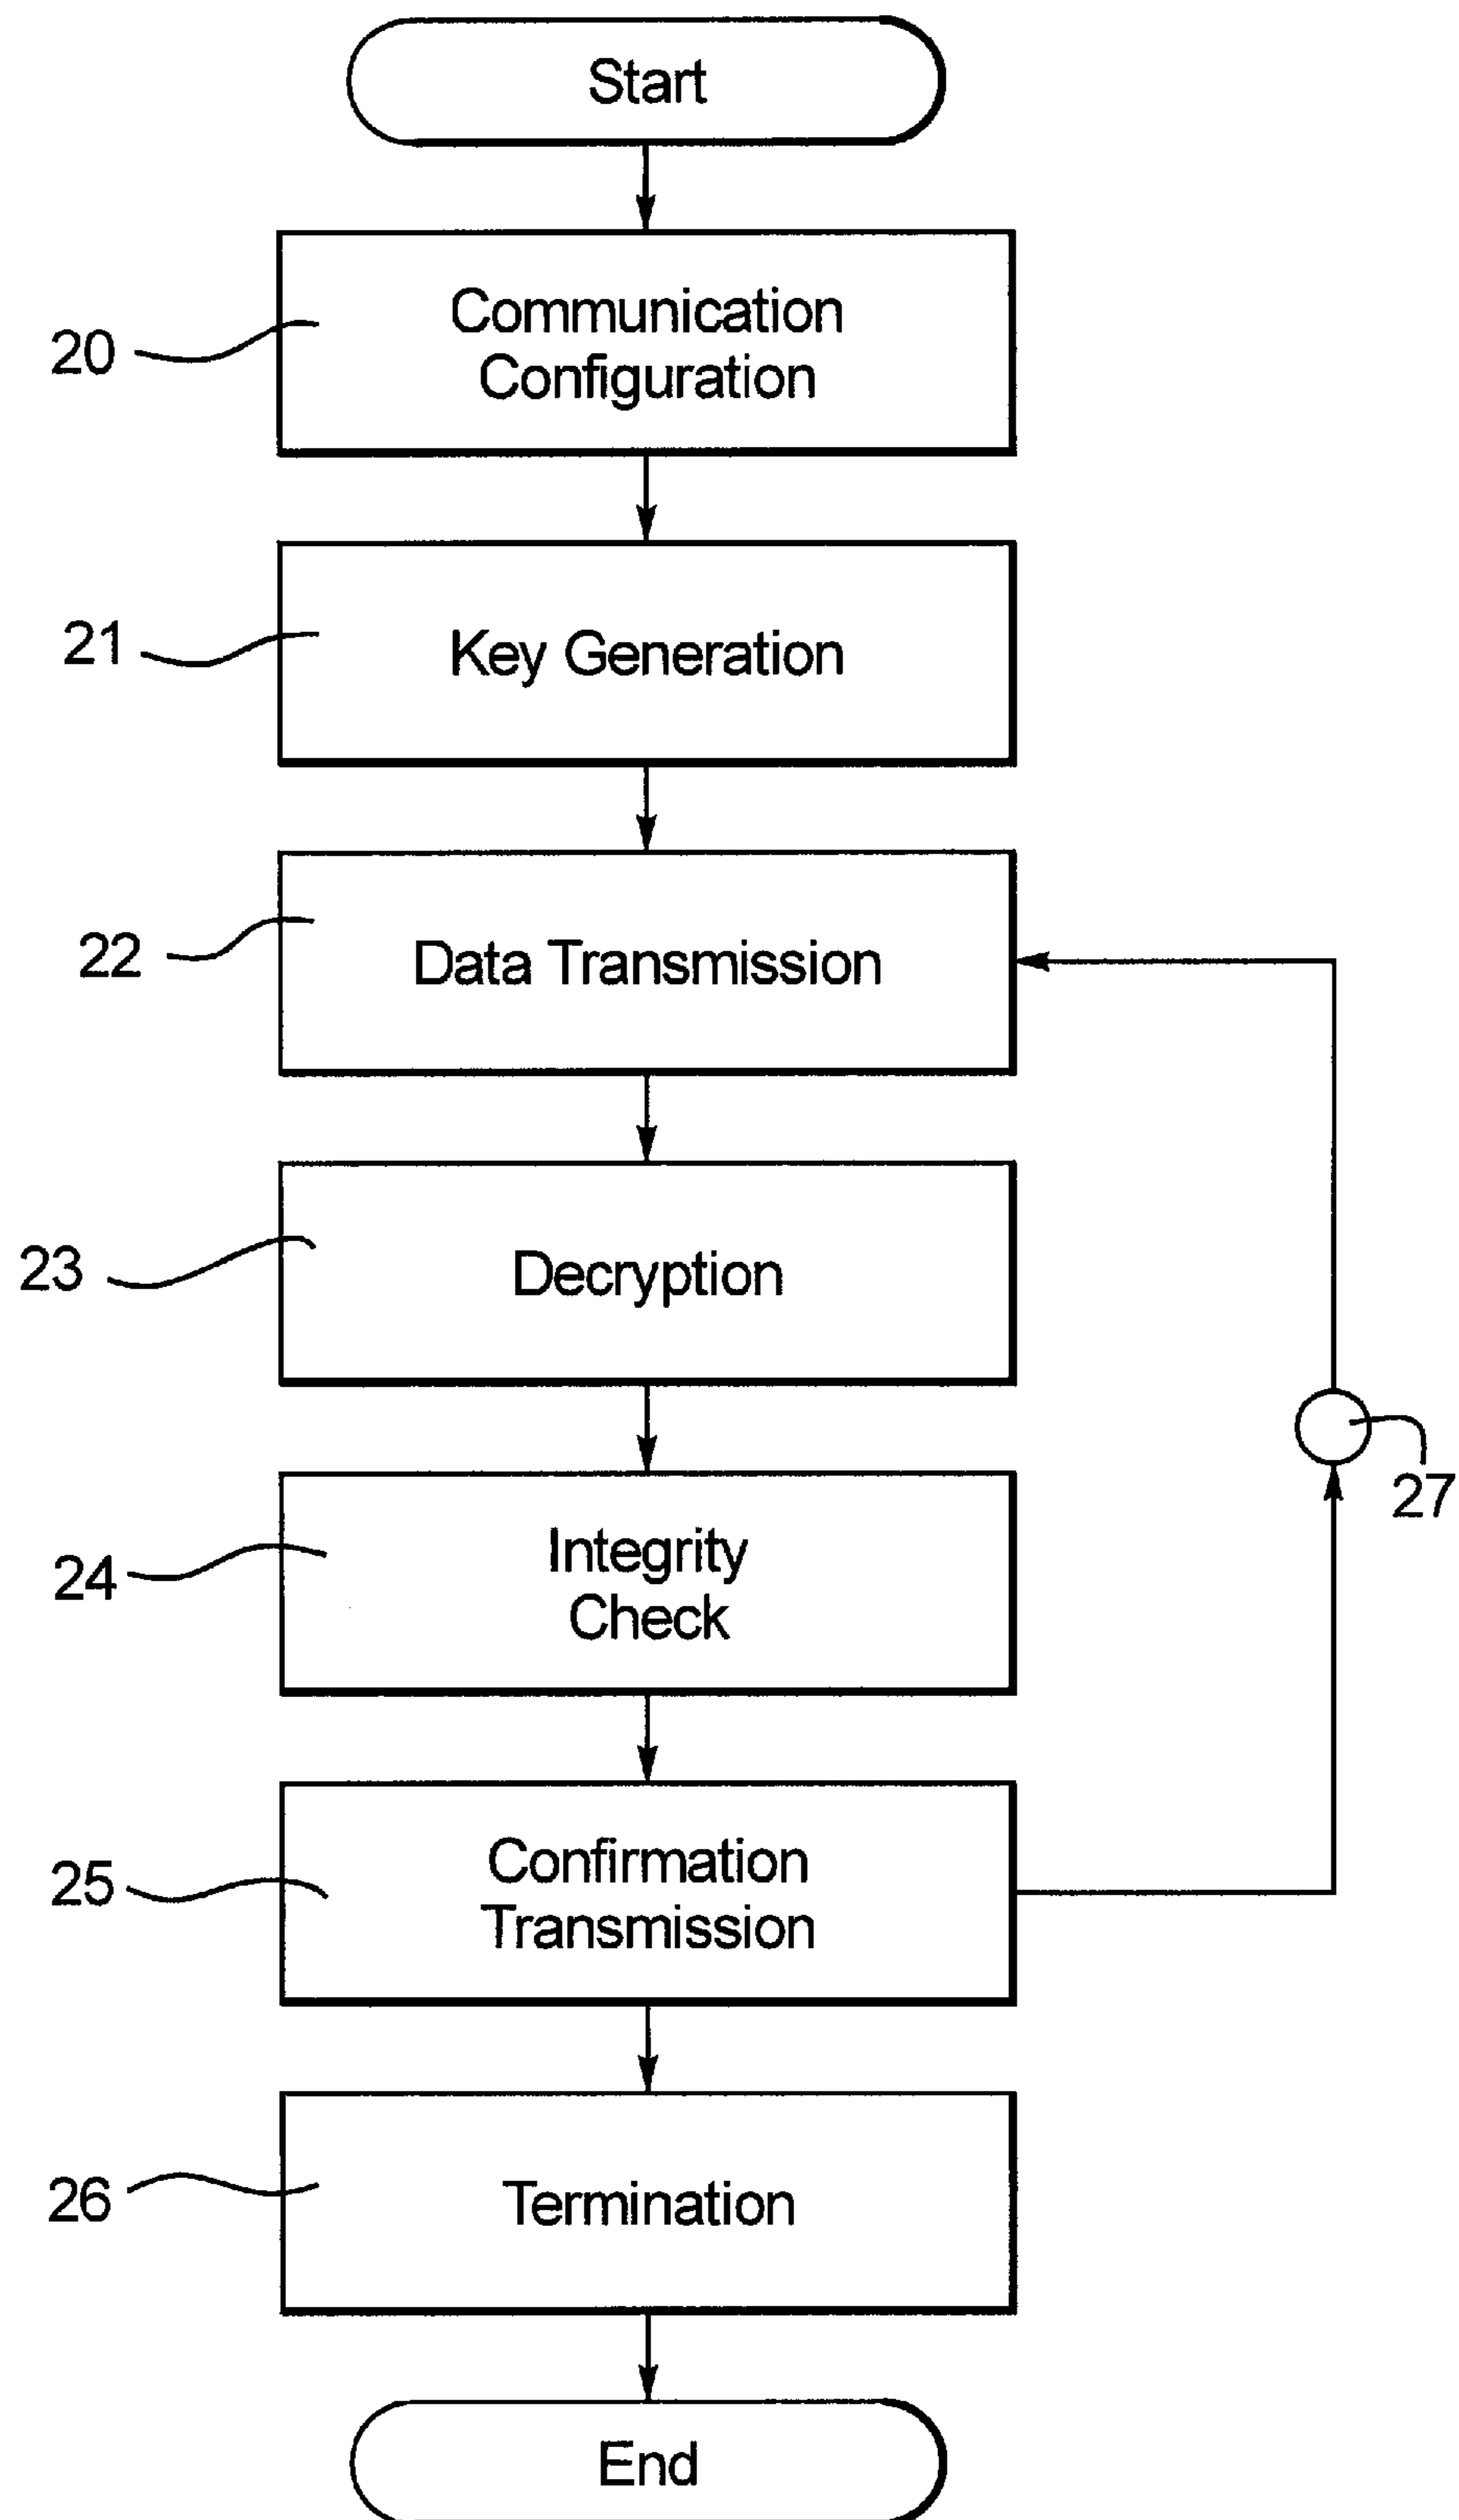 Start
20
Communication
Configuration
21
Key Generation
22
Data Transmission
23
Decryption
27
24
Integrity
Check
25
Confirmation
Transmission
26
Termination
End